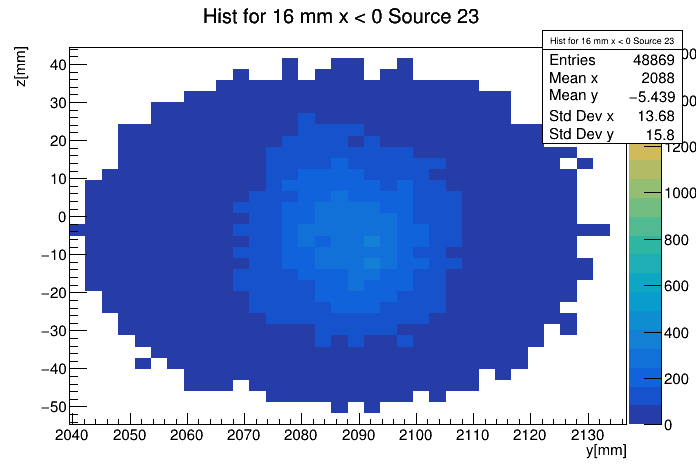 Hist for 16 mm x < 0 Source 23
Hist for 16 mm x < 0 Source 23
Entries 48869
Mean x 2088
Mean y −5.439
Std Dev x 13.68
Std Dev y 15.8
z[mm]
40
30
20
10
0
−10
−20
−30
−40
−50
2040 2050 2060 2070 2080 2090 2100 2110 2120 2130
y[mm]
1200
1000
800
600
400
200
0